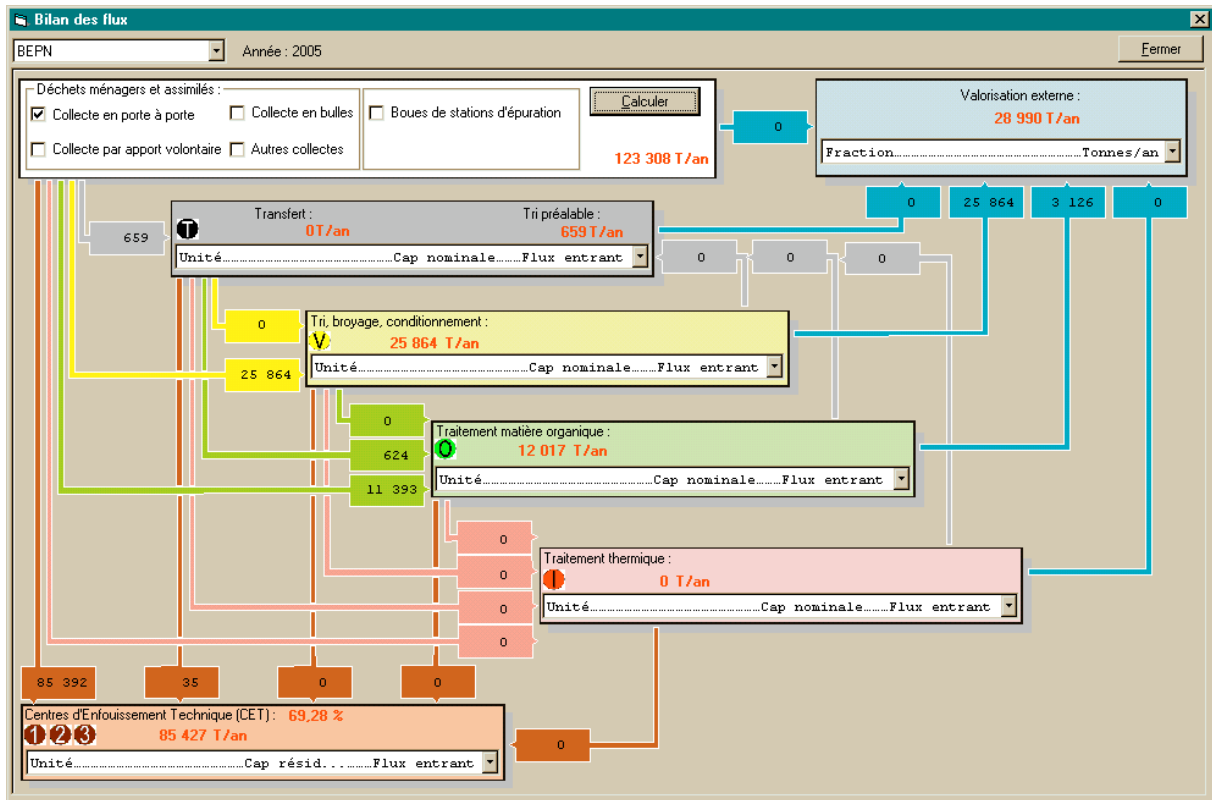 Bilan des flux
BEPN
Année : 2005
Fermer
Déchets ménagers et assimilés :
Collecte en porte à porte
Collecte en bulles
Boues de stations d'épuration
Calculer
Collecte par apport volontaire
Autres collectes
123 308 T/an
0
Valorisation externe :
28 990 T/an
Fraction.......Tonnes/an
0
25 864
3 126
0
659
T
Transfert :
0T/an
Tri préalable :
659 T/an
Unité.......Cap nominale.......Flux entrant
0
0
0
0
25 864
Tri, broyage, conditionnement :
V
25 864 T/an
Unité.......Cap nominale.......Flux entrant
0
624
11 393
Traitement matière organique :
O
12 017 T/an
Unité.......Cap nominale.......Flux entrant
0
0
0
0
Traitement thermique :
I
0 T/an
Unité.......Cap nominale.......Flux entrant
85 392
35
0
0
Centres d'Enfouissement Technique (CET) : 69,28 %
1 2 3
85 427 T/an
Unité.......Cap résid.......Flux entrant
0